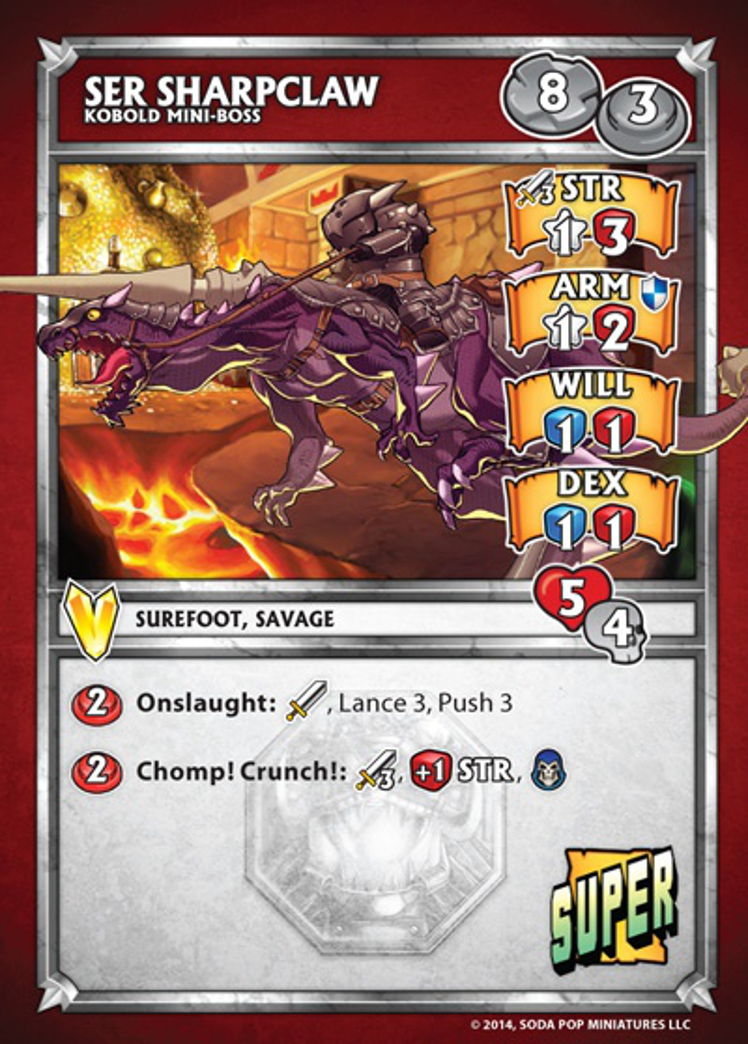 SER SHARPCLAW
KOBOLD MINI-BOSS
8 3
3 STR
1 3
ARM
1 2
WILL
1 1
DEX
1 1
5
SUREFOOT, SAVAGE 4
2 Onslaught: , Lance 3, Push 3
2 Chomp! Crunch!: 3, +1 STR,
SUPER
© 2014, SODA POP MINIATURES LLC